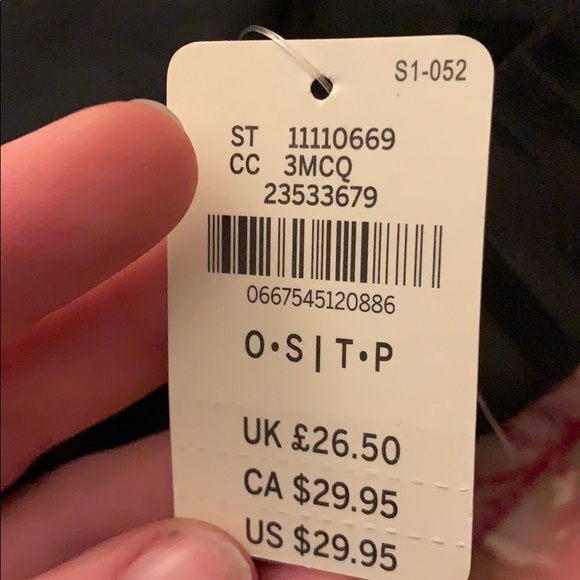 S1-052
ST 11110669
CC 3MCQ
23533679
0667545120886
O•S|T•P
UK £26.50
CA $29.95
US $29.95